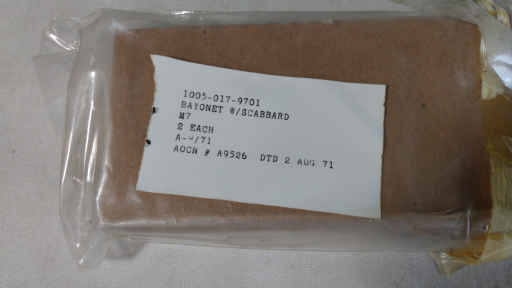 1005-017-9701
BAYONET W/SCABBARD
M7
2 EACH
AOCN # A9526 DTD 2 AUG 71